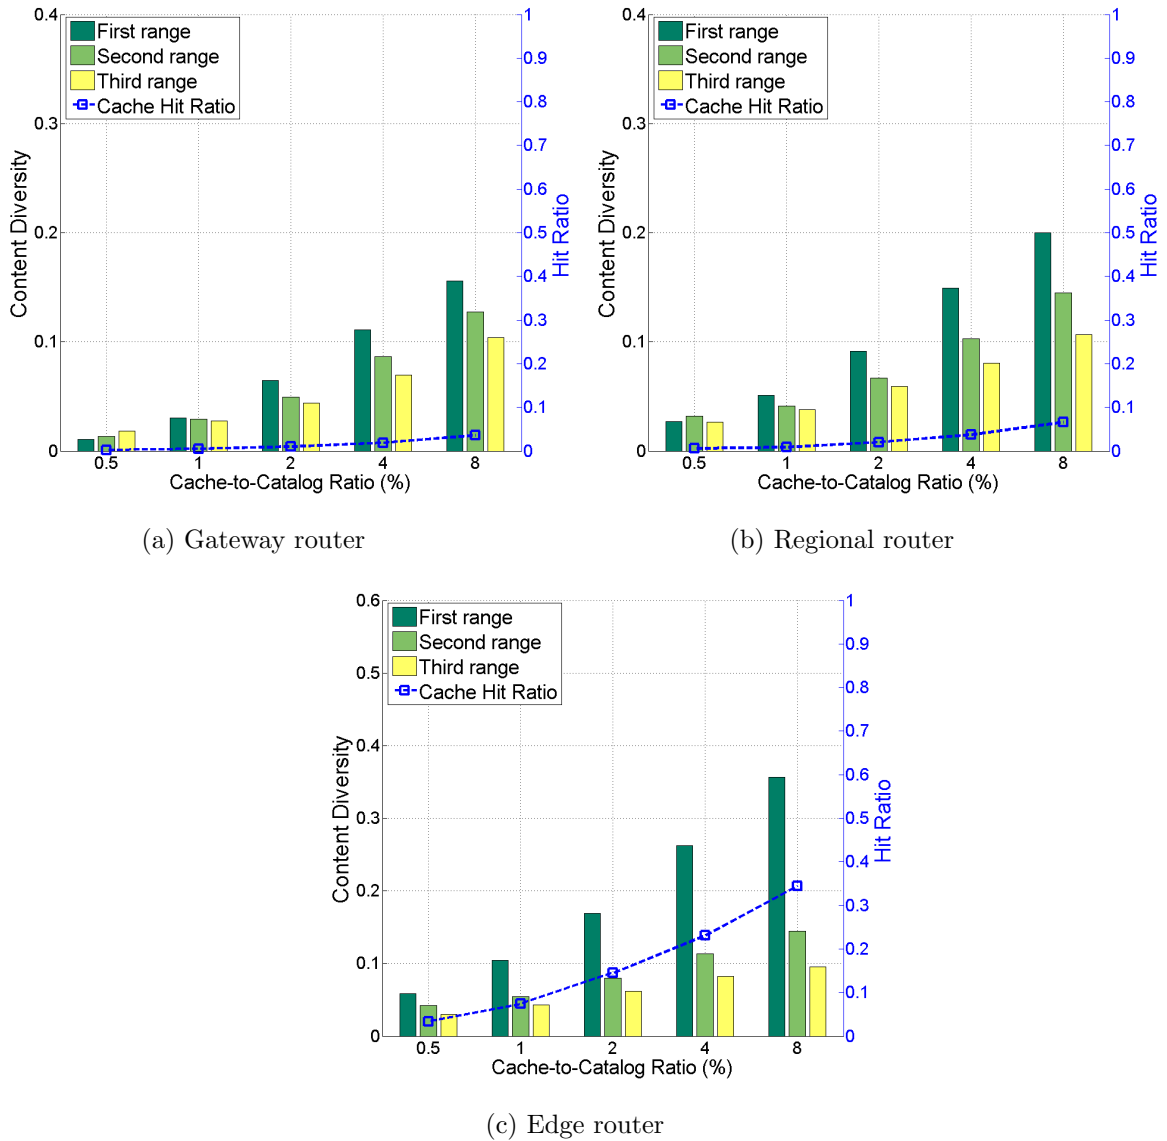 0.4
0.3
0.2
0.1
0
Content Diversity
First range
Second range
Third range
Cache Hit Ratio
1
0.9
0.8
0.7
0.6
0.5
0.4
0.3
0.2
0.1
0
Hit Ratio
0.5 1 2 4 8
Cache-to-Catalog Ratio (%)
(a) Gateway router
0.4
0.3
0.2
0.1
0
Content Diversity
First range
Second range
Third range
Cache Hit Ratio
1
0.9
0.8
0.7
0.6
0.5
0.4
0.3
0.2
0.1
0
Hit Ratio
0.5 1 2 4 8
Cache-to-Catalog Ratio (%)
(b) Regional router
0.6
0.5
0.4
0.3
0.2
0.1
0
Content Diversity
First range
Second range
Third range
Cache Hit Ratio
1
0.9
0.8
0.7
0.6
0.5
0.4
0.3
0.2
0.1
0
Hit Ratio
0.5 1 2 4 8
Cache-to-Catalog Ratio (%)
(c) Edge router